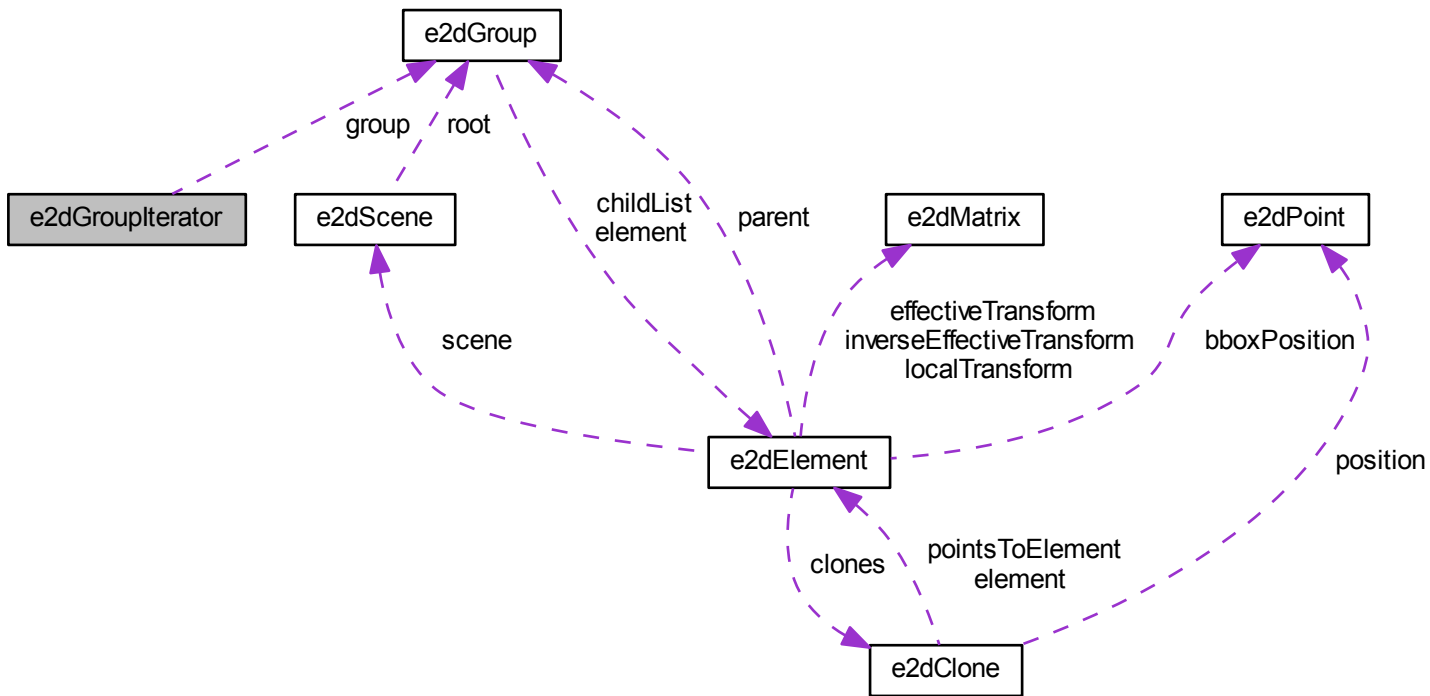 e2dGroup
group
root
e2dGroupIterator
e2dScene
childList
element
parent
e2dMatrix
e2dPoint
scene
effectiveTransform
inverseEffectiveTransform
localTransform
bboxPosition
e2dElement
position
clones
pointsToElement
element
e2dClone